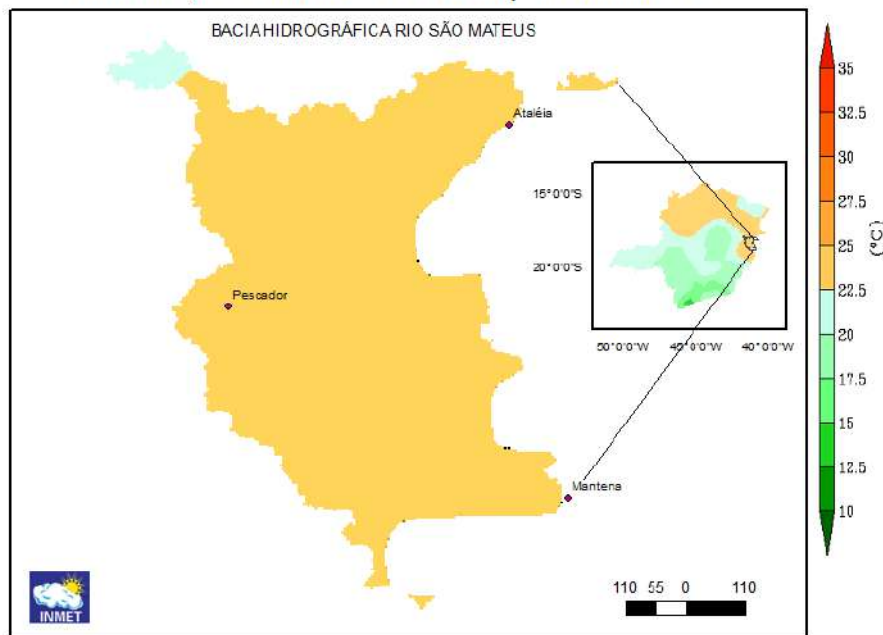 BACIA HIDROGRÁFICA RIO SÃO MATEUS
Ataléia
Pescador
Mantena
15°0'0"S
20°0'0"S
50°0'0"W 45°0'0"W 40°0'0"W
35
32.5
30
27.5
25
22.5
20
17.5
15
12.5
10
(°C)
INMET
110 55 0 110